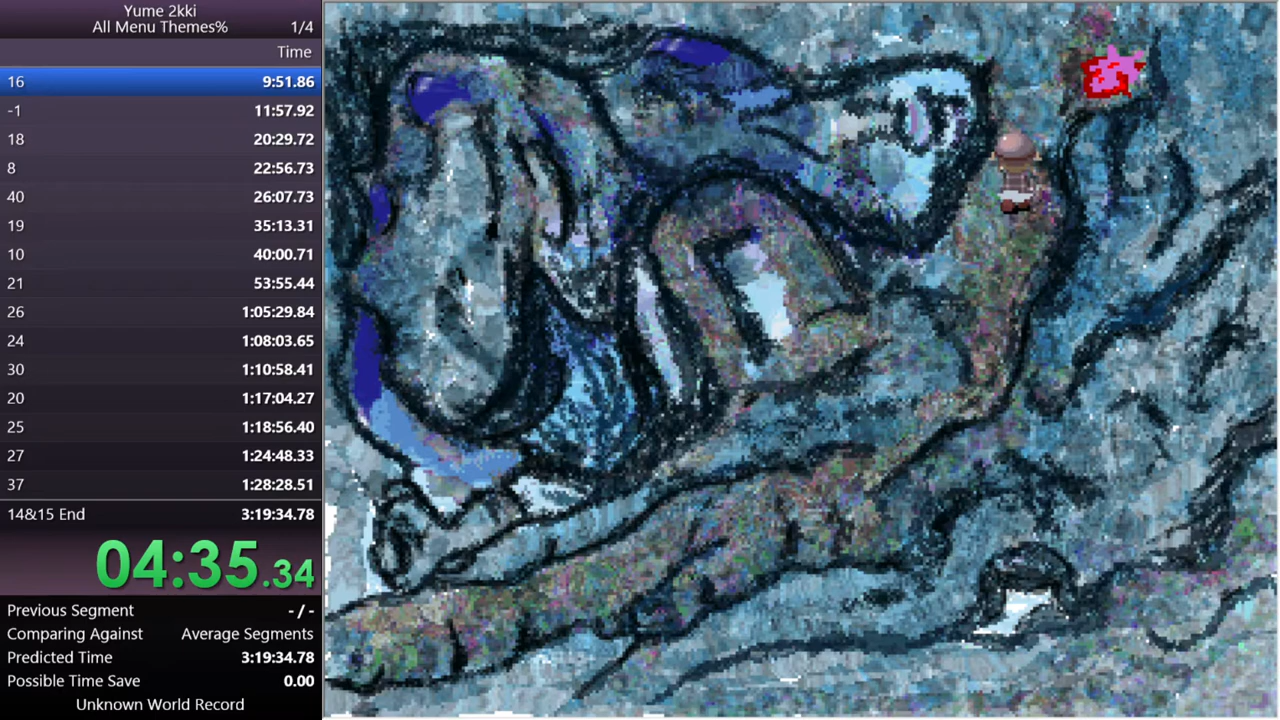 Yume 2kki
All Menu Themes% 1/4
Time
16 9:51.86
-1 11:57.92
18 20:29.72
8 22:56.73
40 26:07.73
19 35:13.31
10 40:00.71
21 53:55.44
26 1:05:29.84
24 1:08:03.65
30 1:10:58.41
20 1:17:04.27
25 1:18:56.40
27 1:24:48.33
37 1:28:28.51
14&15 End 3:19:34.78
04:35.34
Previous Segment - / -
Comparing Against Average Segments
Predicted Time 3:19:34.78
Possible Time Save 0.00
Unknown World Record